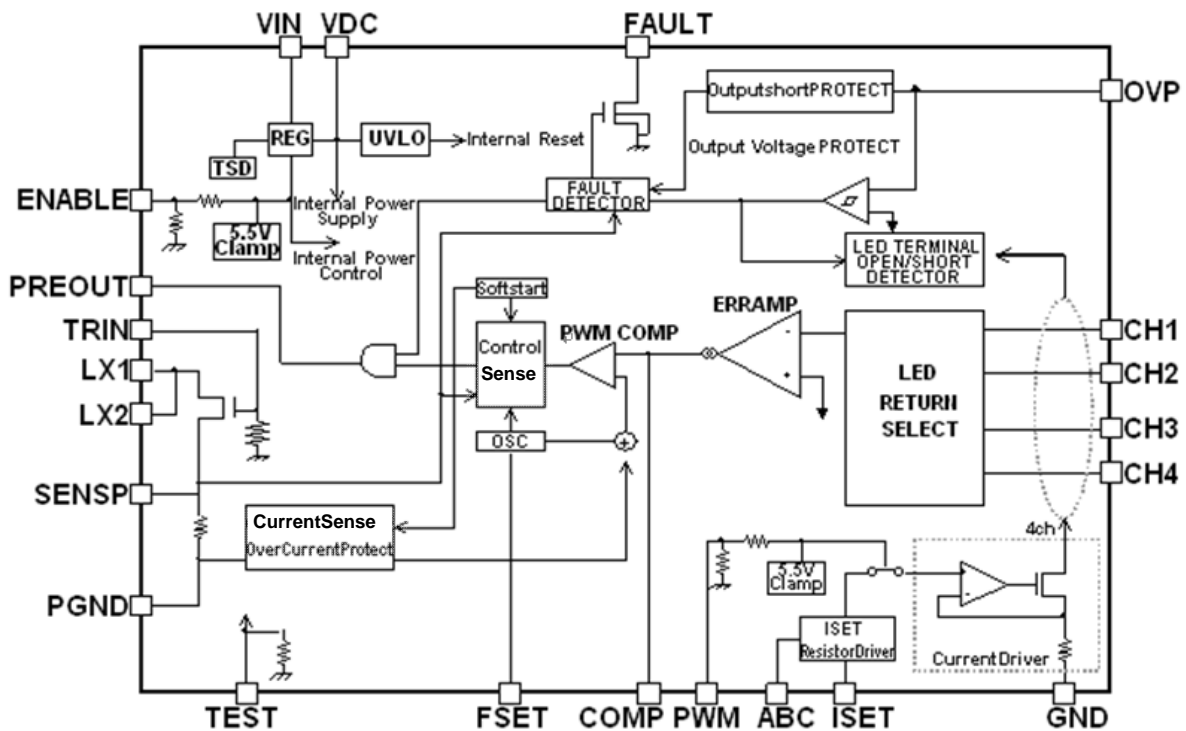 VIN VDC FAULT
OutputshortPROTECT
OVP
REG
UVLO
Internal Reset
Output Voltage PROTECT
TSD
FAULT
DETECTOR
ENABLE
Internal Power
Supply
5.5V
Clamp
LED TERMINAL
OPEN/SHORT
DETECTOR
Internal Power
Control
PREOUT
Softstart
ERRAMP
TRIN
PWM COMP
CH1
Control
Sense
-
+
LX1
LED
RETURN
SELECT
CH2
LX2
CH3
OSC
+
CH4
SENSP
CurrentSense
OverCurrentProtect
4ch
5.5V
Clamp
+
-
PGND
ISET
ResistorDriver
CurrentDriver
TEST FSET COMP PWM ABC ISET GND